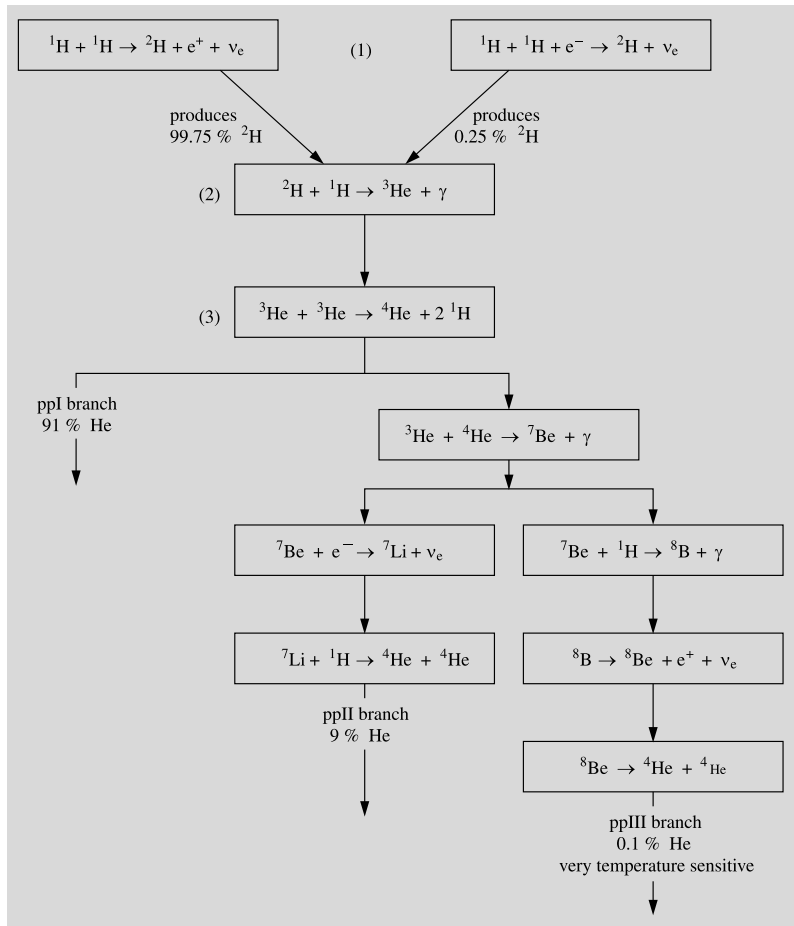 ¹H + ¹H → ²H + e⁺ + νₑ
(1)
¹H + ¹H + e⁻ → ²H + νₑ
produces
99.75 % ²H
produces
0.25 % ²H
(2)
²H + ¹H → ³He + γ
(3)
³He + ³He → ⁴He + 2 ¹H
ppI branch
91 % He
³He + ⁴He → ⁷Be + γ
⁷Be + e⁻ → ⁷Li + νₑ
⁷Be + ¹H → ⁸B + γ
⁷Li + ¹H → ⁴He + ⁴He
⁸B → ⁸Be + e⁺ + νₑ
ppII branch
9 % He
⁸Be → ⁴He + ⁴He
ppIII branch
0.1 % He
very temperature sensitive